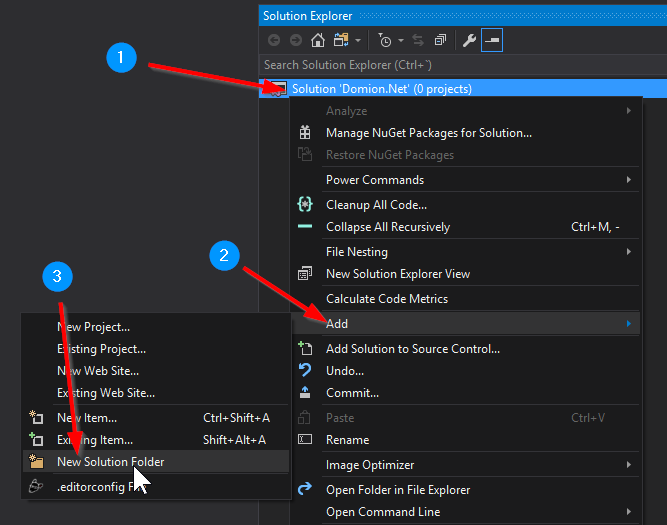 Solution Explorer
Search Solution Explorer (Ctrl+¨)
1
Solution 'Domion.Net' (0 projects)
Analyze
Manage NuGet Packages for Solution...
Restore NuGet Packages
Power Commands
Cleanup All Code...
Collapse All Recursively Ctrl+M, -
File Nesting
2
New Solution Explorer View
3
Calculate Code Metrics
Add
New Project...
Existing Project...
New Web Site...
Existing Web Site...
New Item... Ctrl+Shift+A
Existing Item... Shift+Alt+A
New Solution Folder
.editorconfig
Add Solution to Source Control...
Undo...
Commit...
Paste Ctrl+V
Rename
Image Optimizer
Open Folder in File Explorer
Open Command Line